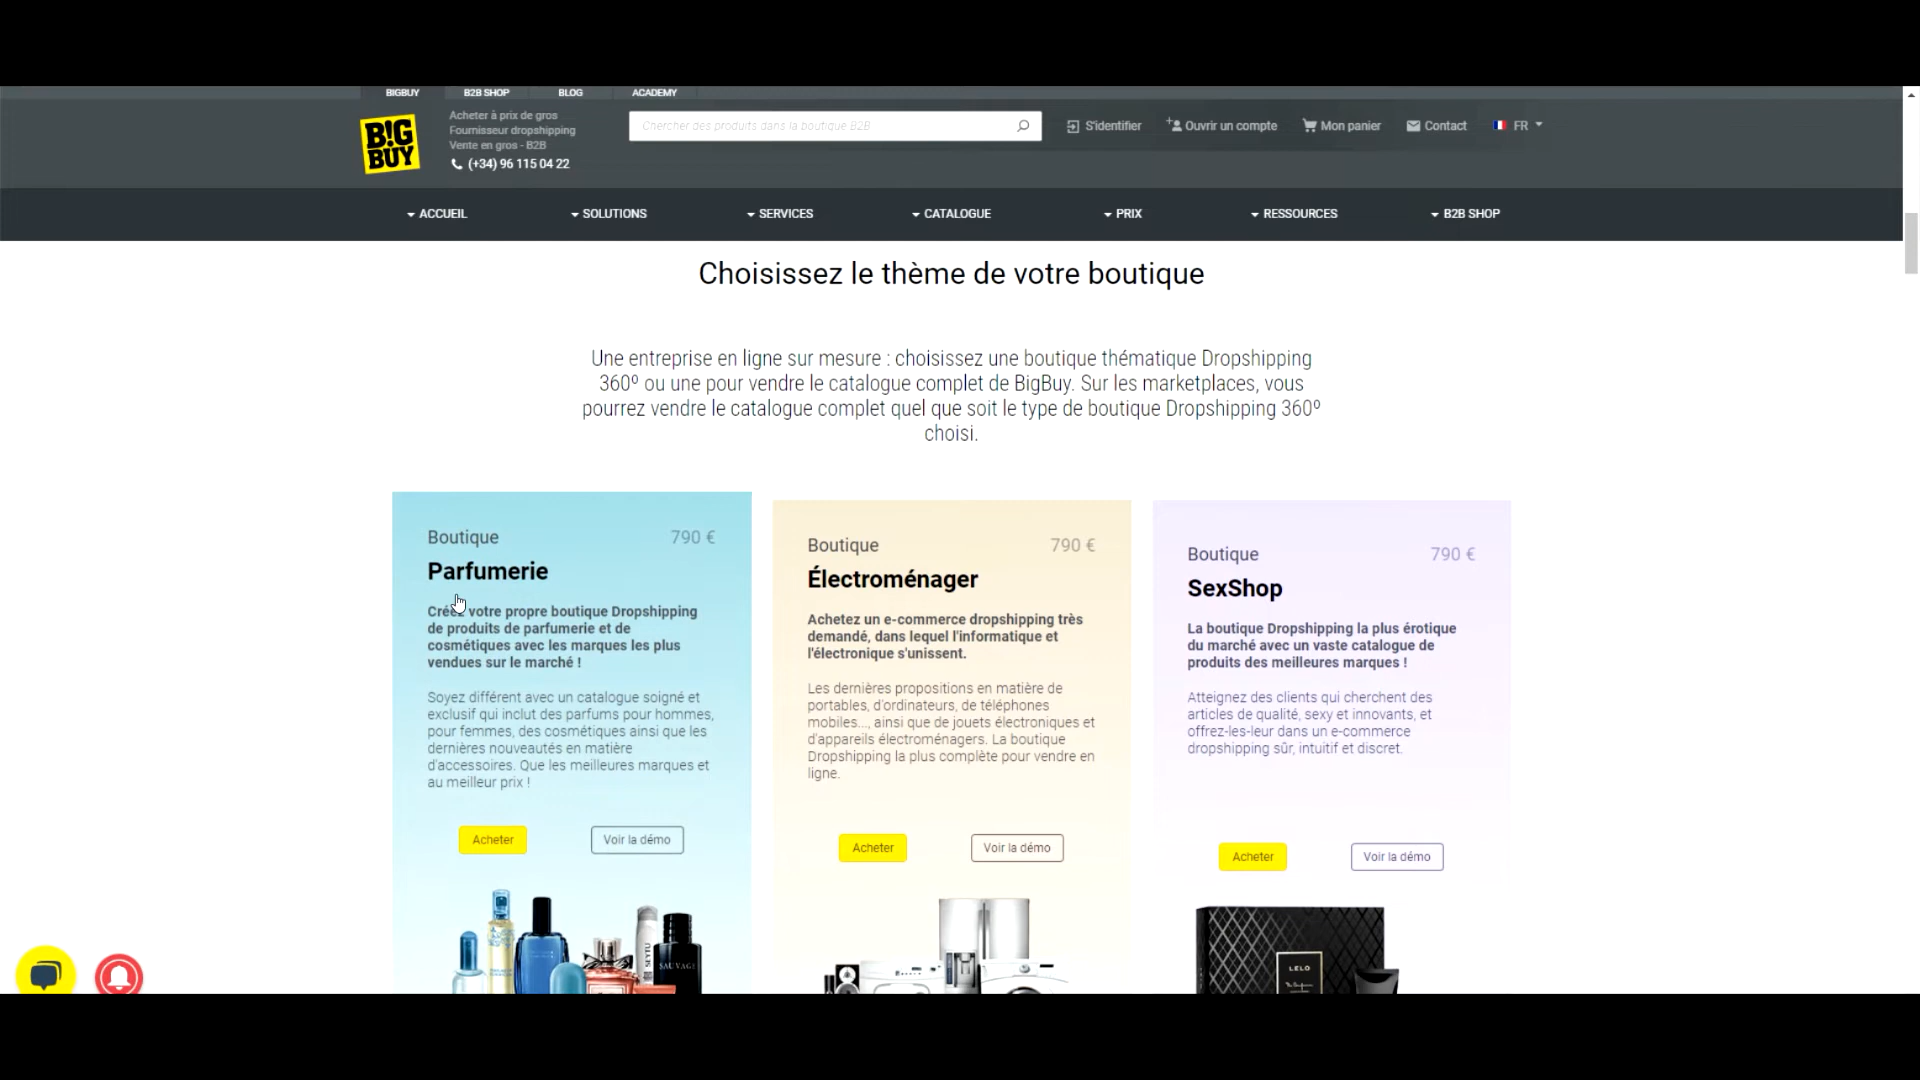 BIGBUY B2B SHOP BLOG ACADEMY
B!G
BUY
Acheter à prix de gros
Fournisseur dropshipping
Vente en gros - B2B
(+34) 96 115 04 22
Chercher des produits dans la boutique B2B
S'identifier
Ouvrir un compte
Mon panier
Contact
FR
ACCUEIL SOLUTIONS SERVICES CATALOGUE PRIX RESSOURCES B2B SHOP
Choisissez le thème de votre boutique
Une entreprise en ligne sur mesure : choisissez une boutique thématique Dropshipping
360º ou une pour vendre le catalogue complet de BigBuy. Sur les marketplaces, vous
pourrez vendre le catalogue complet quel que soit le type de boutique Dropshipping 360º
choisi.
Boutique 790 €
Parfumerie
Créez votre propre boutique Dropshipping
de produits de parfumerie et de
cosmétiques avec les marques les plus
vendues sur le marché !
Soyez différent avec un catalogue soigné et
exclusif qui inclut des parfums pour hommes,
pour femmes, des cosmétiques ainsi que les
dernières nouveautés en matière
d'accessoires. Que les meilleures marques et
au meilleur prix !
Acheter Voir la démo
SAUVAGE
Boutique 790 €
Électroménager
Achetez un e-commerce dropshipping très
demandé, dans lequel l'informatique et
l'électronique s'unissent.
Les dernières propositions en matière de
portables, d'ordinateurs, de téléphones
mobiles..., ainsi que de jouets électroniques et
d'appareils électroménagers. La boutique
Dropshipping la plus complète pour vendre en
ligne.
Acheter Voir la démo
Boutique 790 €
SexShop
La boutique Dropshipping la plus érotique
du marché avec un vaste catalogue de
produits des meilleures marques !
Atteignez des clients qui cherchent des
articles de qualité, sexy et innovants, et
offrez-les-leur dans un e-commerce
dropshipping sûr, intuitif et discret.
Acheter Voir la démo
LELO